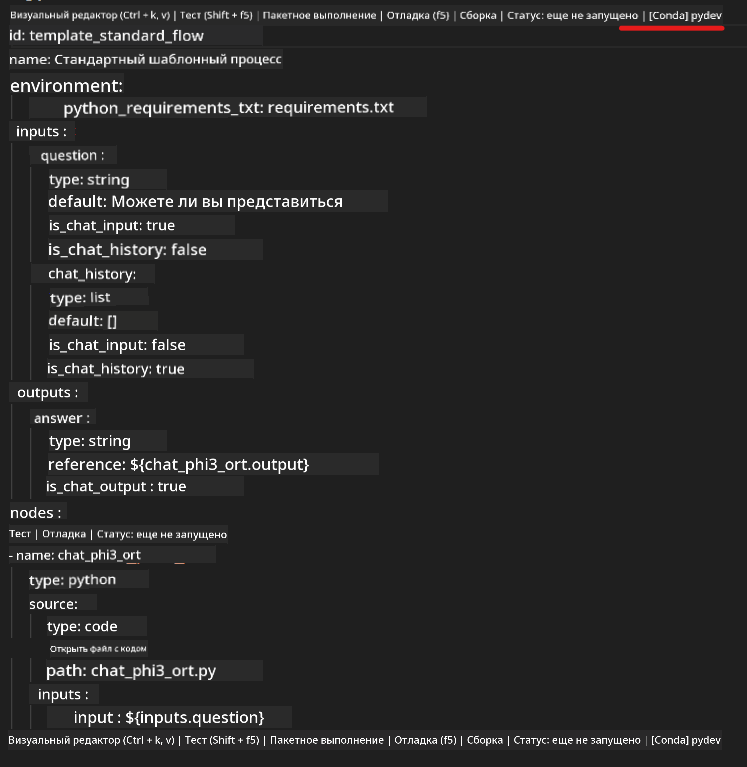 Визуальный редактор (Ctrl + k, v) | Тест (Shift + f5) | Пакетное выполнение | Отладка (f5) | Сборка | Статус: еще не запущено | [Conda] pydev
id: template_standard_flow
name: Стандартный шаблонный процесс
environment:
python_requirements_txt: requirements.txt
inputs :
question :
type: string
default: Можете ли вы представиться
is_chat_input: true
is_chat_history: false
chat_history:
type: list
default: []
is_chat_input: false
is_chat_history: true
outputs :
answer :
type: string
reference: ${chat_phi3_ort.output}
is_chat_output : true
nodes :
Тест | Отладка | Статус: еще не запущено
- name: chat_phi3_ort
type: python
source:
type: code
Открыть файл с кодом
path: chat_phi3_ort.py
inputs :
input : ${inputs.question}
Визуальный редактор (Ctrl + k, v) | Тест (Shift + f5) | Пакетное выполнение | Отладка (f5) | Сборка | Статус: еще не запущено | [Conda] pydev